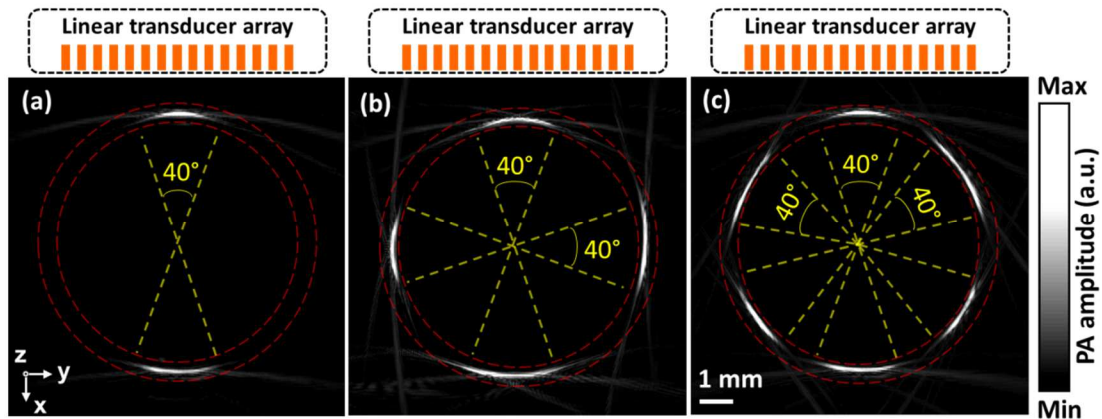 Linear transducer array
Linear transducer array
Linear transducer array
(a)
(b)
(c)
Max
40°
40°
40°
40°
40°
40°
PA amplitude (a.u.)
z
y
x
1 mm
Min